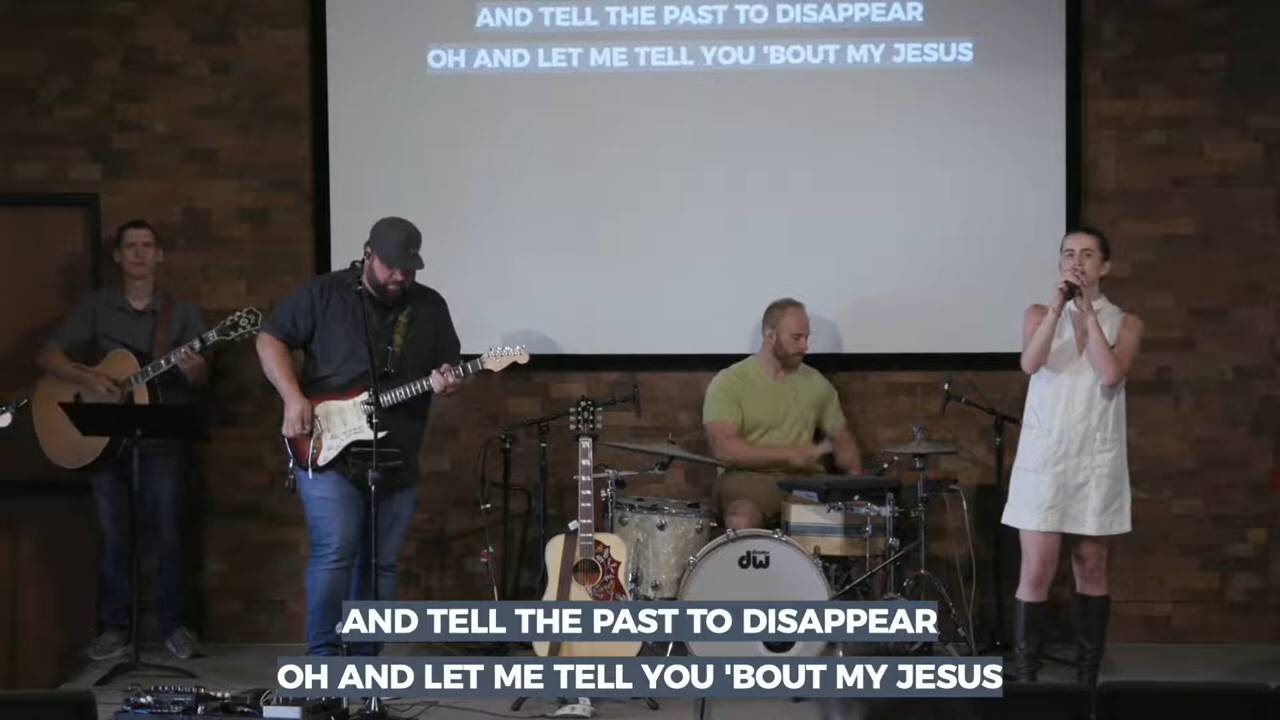 AND TELL THE PAST TO DISAPPEAR
OH AND LET ME TELL YOU 'BOUT MY JESUS
dw
AND TELL THE PAST TO DISAPPEAR
OH AND LET ME TELL YOU 'BOUT MY JESUS